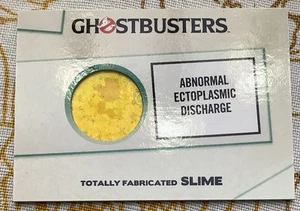 GHOSTBUSTERS
ABNORMAL
ECTOPLASMIC
DISCHARGE
TOTALLY FABRICATED SLIME